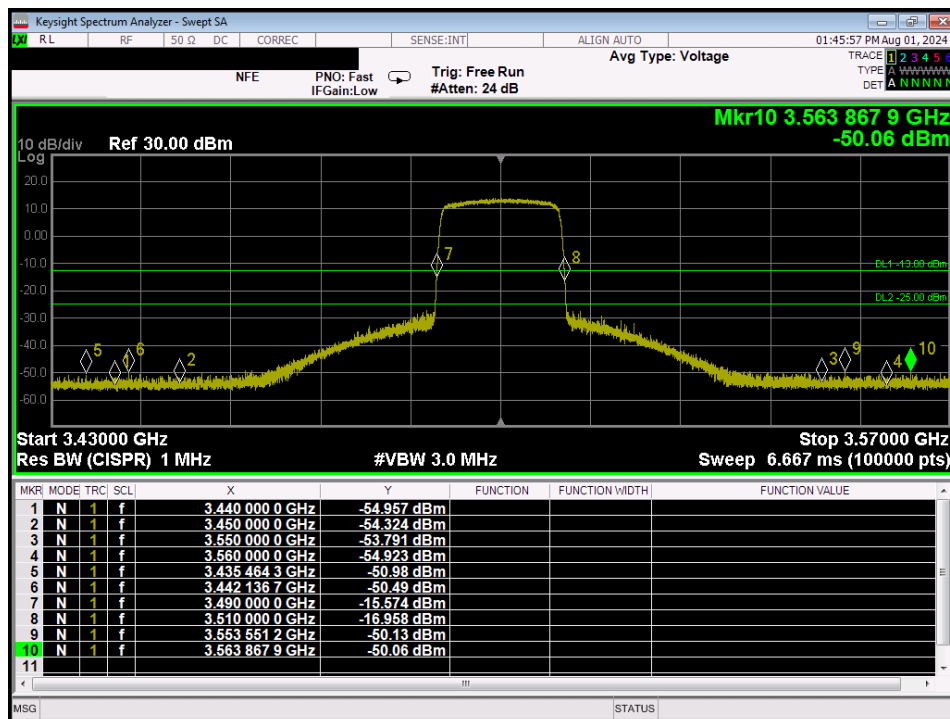 Keysight Spectrum Analyzer - Swept SA
LXI RL RF 50 Ω DC CORREC SENSE:INT ALIGN AUTO 01:45:57 PM Aug 01, 2024
Avg Type: Voltage
TRACE 1 2 3 4 5 6
NFE PNO: Fast Trig: Free Run
TYPE A WWWWW
IFGain:Low #Atten: 24 dB
DET A N N N N N
Mkr10 3.563 867 9 GHz
-50.06 dBm
10 dB/div Ref 30.00 dBm
Log
20.0
10.0
0.00
7
8
-10.0
DL1 -13.00 dBm
-20.0
DL2 -25.00 dBm
-30.0
-40.0
5 6 9 10
1 2 3 4
-50.0
-60.0
Start 3.43000 GHz Stop 3.57000 GHz
Res BW (CISPR) 1 MHz #VBW 3.0 MHz Sweep 6.667 ms (100000 pts)
MKR MODE TRC SCL X Y FUNCTION FUNCTION WIDTH FUNCTION VALUE
1 N 1 f 3.440 000 0 GHz -54.957 dBm
2 N 1 f 3.450 000 0 GHz -54.324 dBm
3 N 1 f 3.550 000 0 GHz -53.791 dBm
4 N 1 f 3.560 000 0 GHz -54.923 dBm
5 N 1 f 3.435 464 3 GHz -50.98 dBm
6 N 1 f 3.442 136 7 GHz -50.49 dBm
7 N 1 f 3.490 000 0 GHz -15.574 dBm
8 N 1 f 3.510 000 0 GHz -16.958 dBm
9 N 1 f 3.553 551 2 GHz -50.13 dBm
10 N 1 f 3.563 867 9 GHz -50.06 dBm
11
MSG STATUS